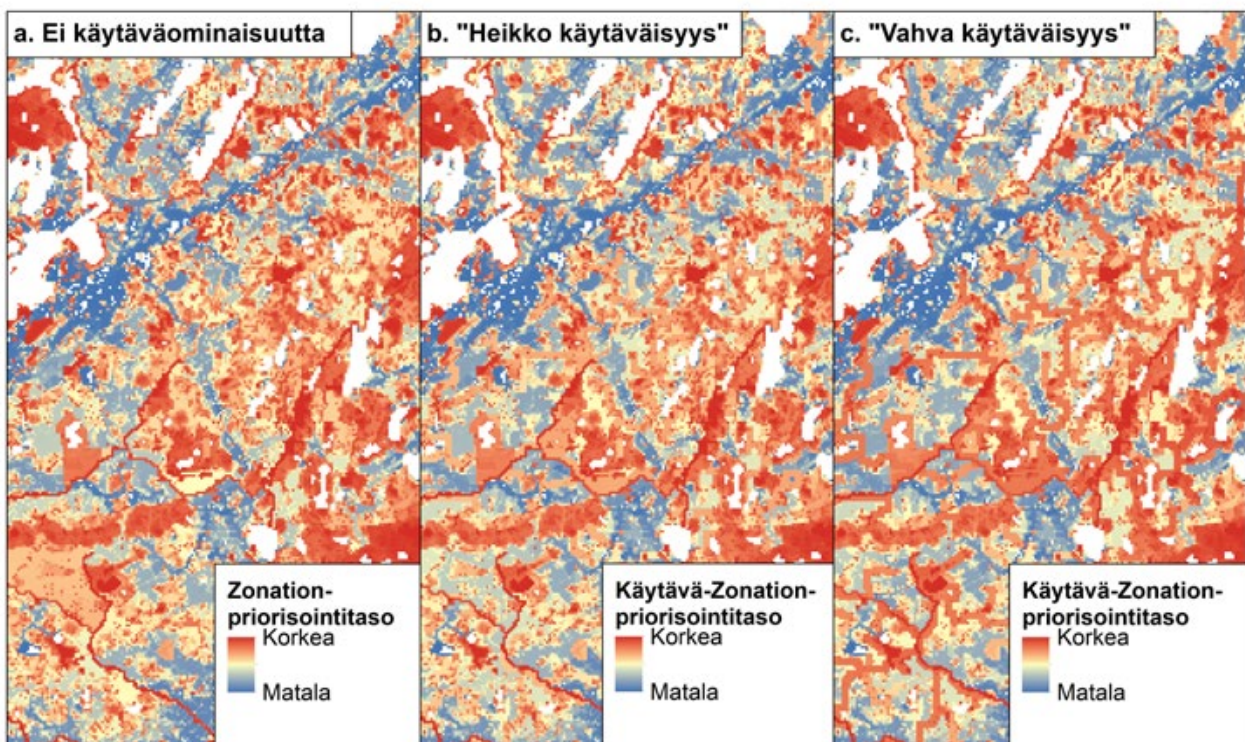 a. Ei käytäväominaisuutta
b. "Heikko käytäväisyys"
c. "Vahva käytäväisyys"
Zonation-
priorisointitaso
Korkea
Matala
Käytävä-Zonation-
priorisointitaso
Korkea
Matala
Käytävä-Zonation-
priorisointitaso
Korkea
Matala